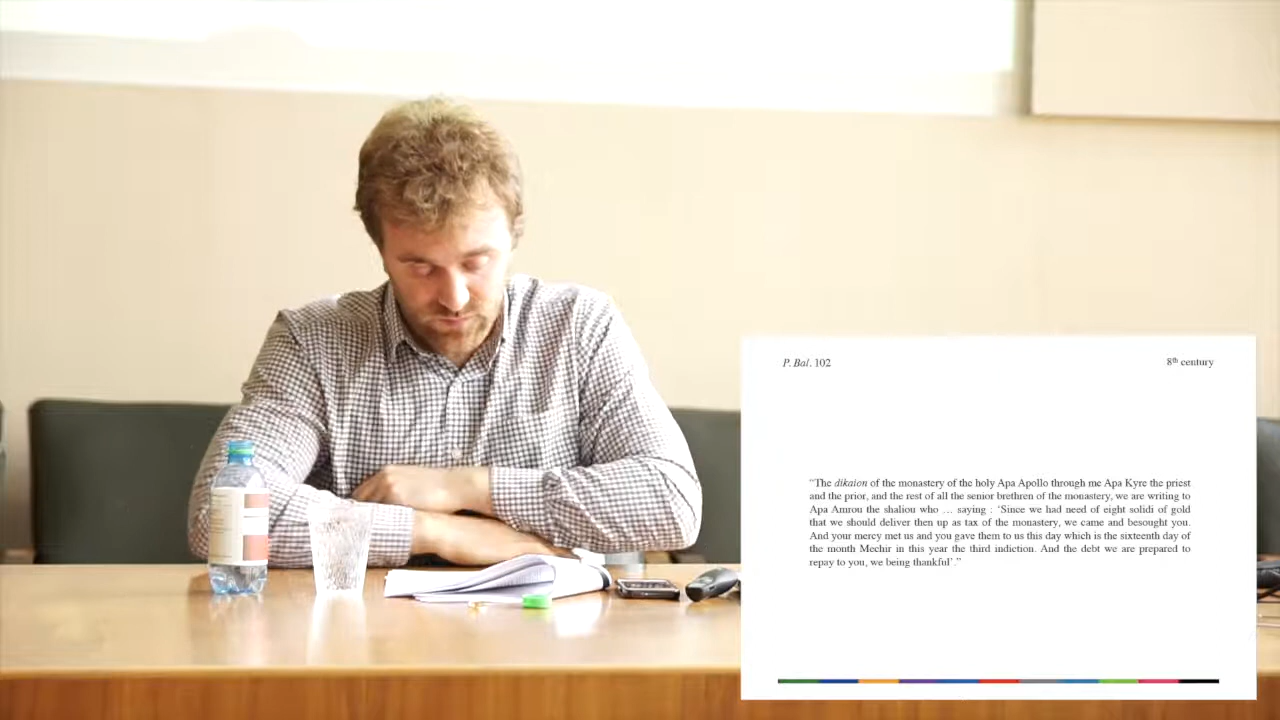 P. Bal. 102
8th century
“The dikaion of the monastery of the holy Apa Apollo through me Apa Kyre the priest
and the prior, and the rest of all the senior brethren of the monastery, we are writing to
Apa Amrou the shaliou who … saying : ‘Since we had need of eight solidi of gold
that we should deliver then up as tax of the monastery, we came and besought you.
And your mercy met us and you gave them to us this day which is the sixteenth day of
the month Mechir in this year the third indiction. And the debt we are prepared to
repay to you, we being thankful’.”